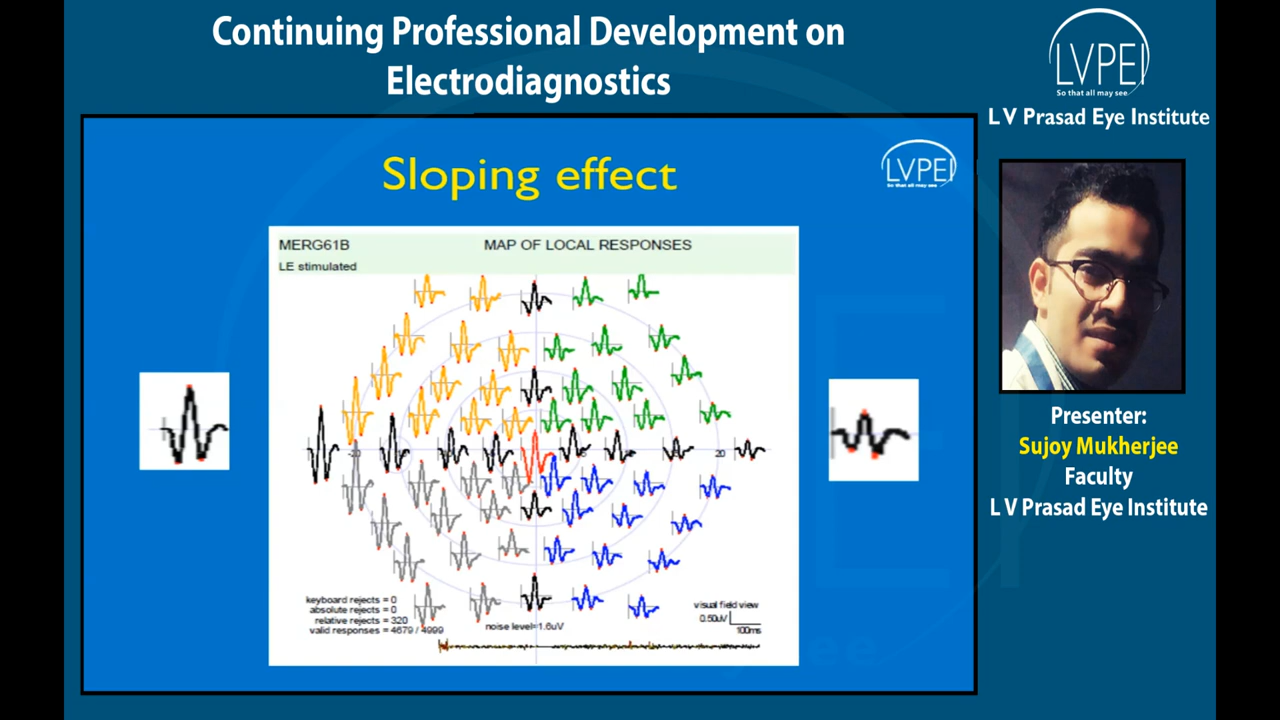 Continuing Professional Development on
Electrodiagnostics
LVPEI
So that all may see
L V Prasad Eye Institute
Sloping effect
LVPEI
So that all may see
MERG61B
MAP OF LOCAL RESPONSES
LE stimulated
20
keyboard rejects = 0
absolute rejects = 0
relative rejects = 320
valid responses = 4679 / 4999
noise level=1.6uV
visual field view
0.50uV
100ms
Presenter:
Sujoy Mukherjee
Faculty
L V Prasad Eye Institute